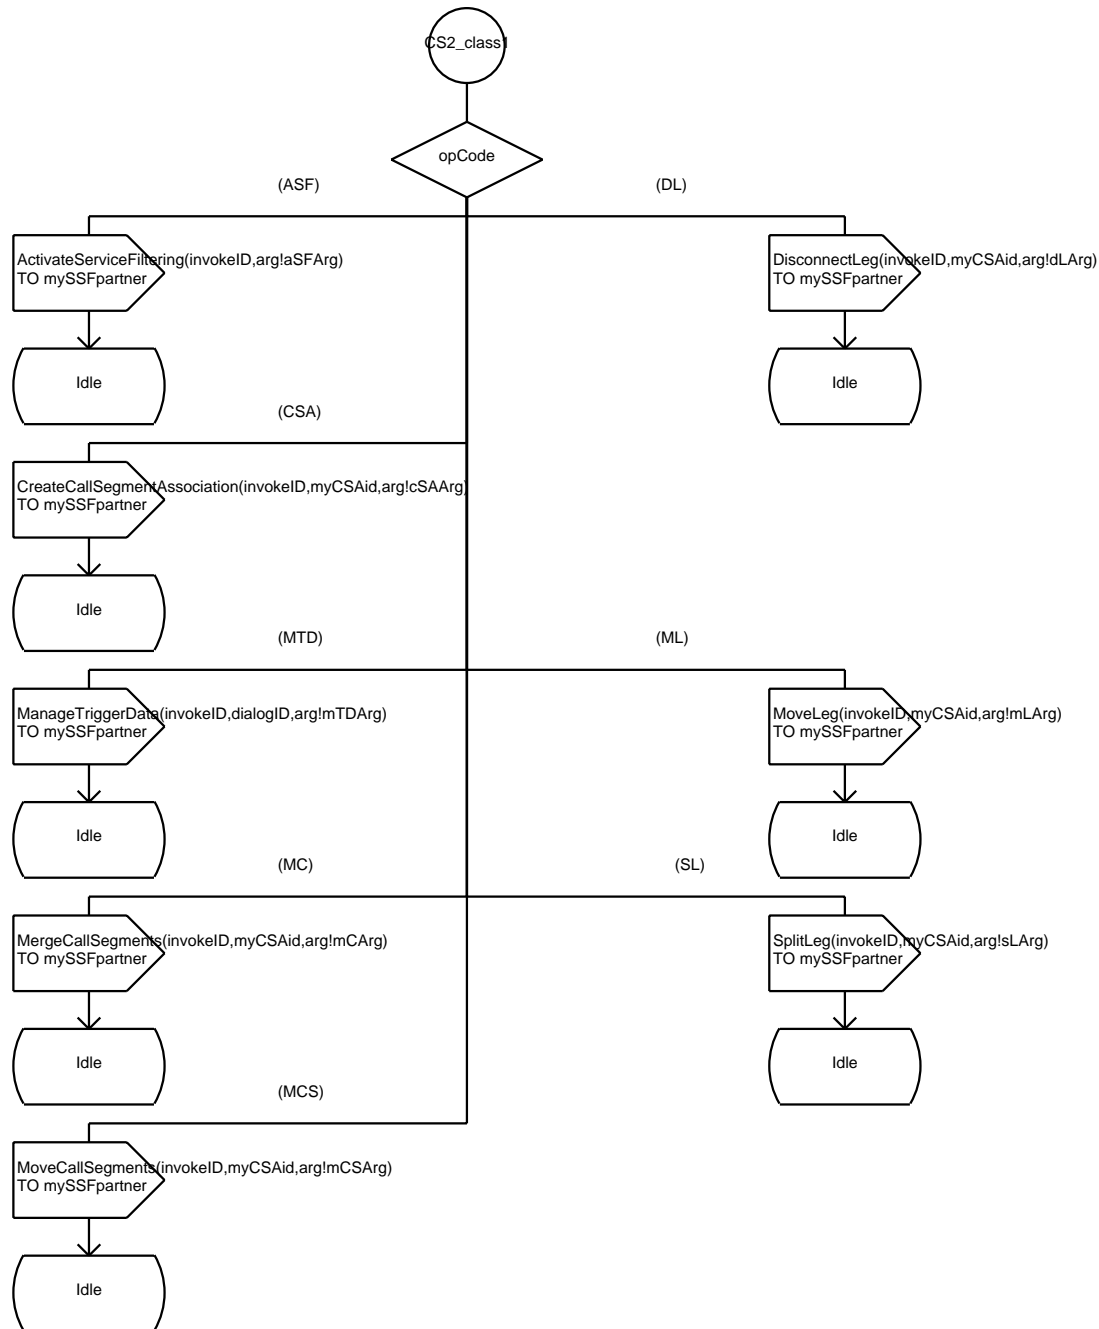 CS2_class1
opCode
(ASF)
(DL)
ActivateServiceFiltering(invokeID,arg!aSFArg)
TO mySSFpartner
DisconnectLeg(invokeID,myCSAid,arg!dLArg)
TO mySSFpartner
Idle
Idle
(CSA)
CreateCallSegmentAssociation(invokeID,myCSAid,arg!cSAArg)
TO mySSFpartner
Idle
(MTD)
(ML)
ManageTriggerData(invokeID,dialogID,arg!mTDArg)
TO mySSFpartner
MoveLeg(invokeID,myCSAid,arg!mLArg)
TO mySSFpartner
Idle
Idle
(MC)
(SL)
MergeCallSegments(invokeID,myCSAid,arg!mCArg)
TO mySSFpartner
SplitLeg(invokeID,myCSAid,arg!sLArg)
TO mySSFpartner
Idle
Idle
(MCS)
MoveCallSegments(invokeID,myCSAid,arg!mCSArg)
TO mySSFpartner
Idle